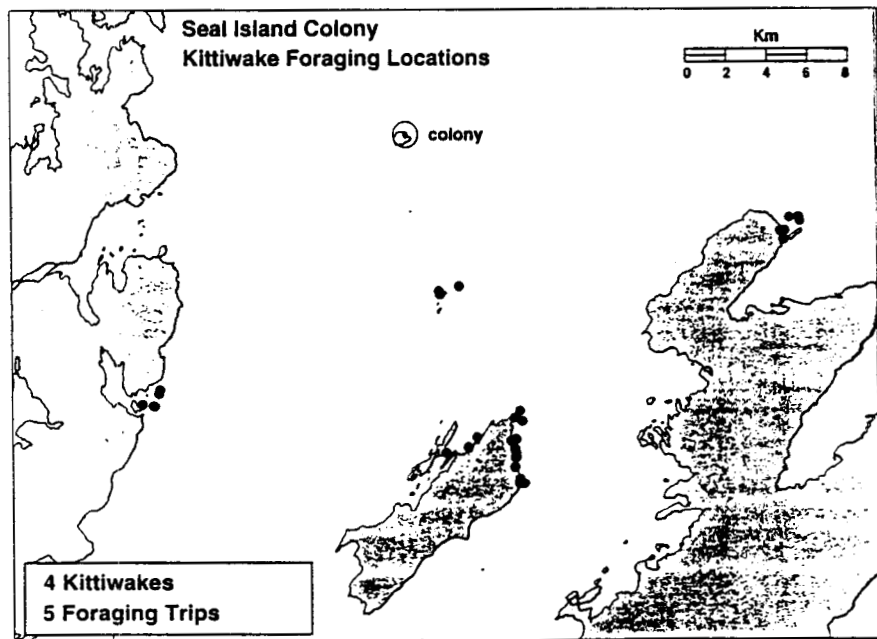 Seal Island Colony
Kittiwake Foraging Locations
Km
0 2 4 6 8
colony
4 Kittiwakes
5 Foraging Trips